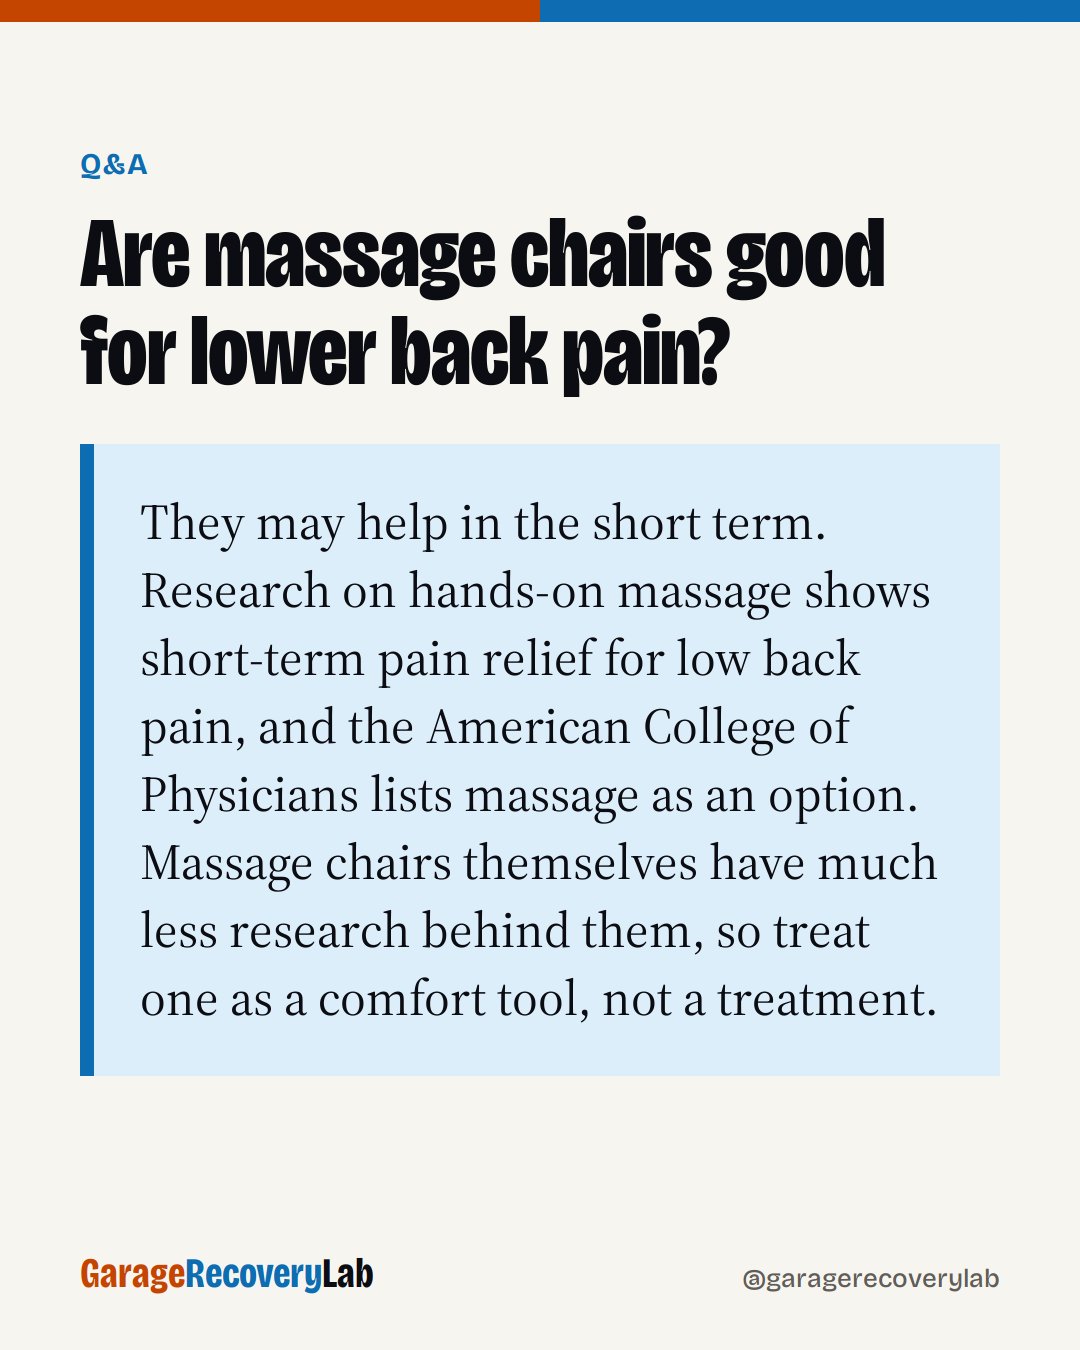 Q&A
Are massage chairs good
for lower back pain?
They may help in the short term.
Research on hands-on massage shows
short-term pain relief for low back
pain, and the American College of
Physicians lists massage as an option.
Massage chairs themselves have much
less research behind them, so treat
one as a comfort tool, not a treatment.
GarageRecoveryLab
@garagerecoverylab